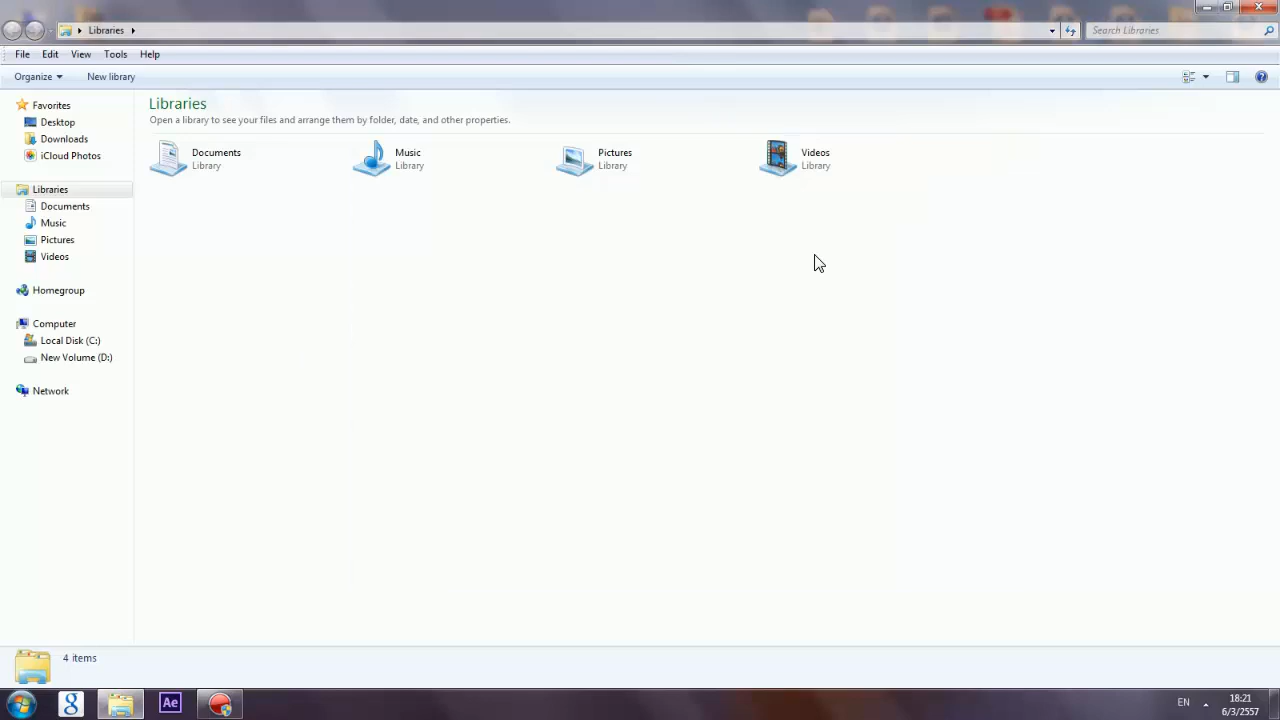 Libraries
Search Libraries
File Edit View Tools Help
Organize New library
Favorites
Desktop
Downloads
iCloud Photos
Libraries
Documents
Music
Pictures
Videos
Homegroup
Computer
Local Disk (C:)
New Volume (D:)
Network
Libraries
Open a library to see your files and arrange them by folder, date, and other properties.
Documents
Library
Music
Library
Pictures
Library
Videos
Library
4 items
g
Ae
EN
18:21
6/3/2557